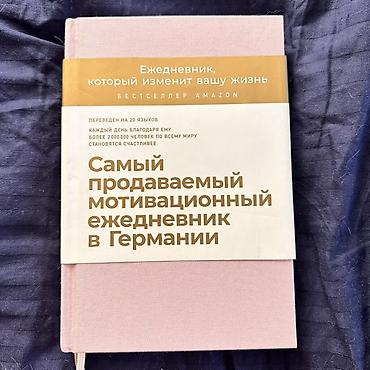 Ежедневник,
который изменит вашу жизнь
БЕСТСЕЛЛЕР AMAZON
ПЕРЕВЕДЕН НА 20 ЯЗЫКОВ
КАЖДЫЙ ДЕНЬ БЛАГОДАРЯ ЕМУ
БОЛЕЕ 2 000 000 ЧЕЛОВЕК ПО ВСЕМУ МИРУ
СТАНОВЯТСЯ СЧАСТЛИВЕЕ
Самый
продаваемый
мотивационный
ежедневник
в Германии